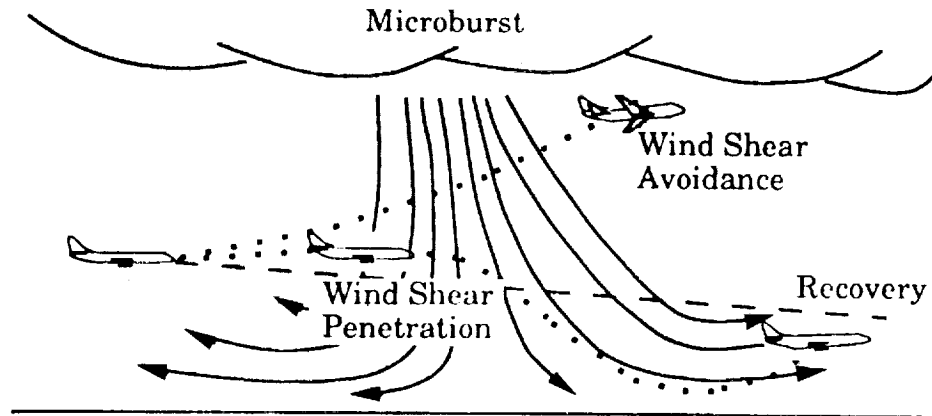 Microburst
Wind Shear
Avoidance
Wind Shear
Penetration
Recovery